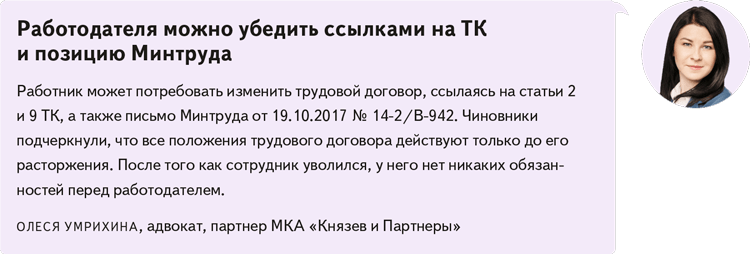 Работодателя можно убедить ссылками на ТК
и позицию Минтруда
Работник может потребовать изменить трудовой договор, ссылаясь на статьи 2
и 9 ТК, а также письмо Минтруда от 19.10.2017 № 14-2/В-942. Чиновники
подчеркнули, что все положения трудового договора действуют только до его
расторжения. После того как сотрудник уволился, у него нет никаких обязан-
ностей перед работодателем.
ОЛЕСЯ УМРИХИНА, адвокат, партнер МКА «Князев и Партнеры»